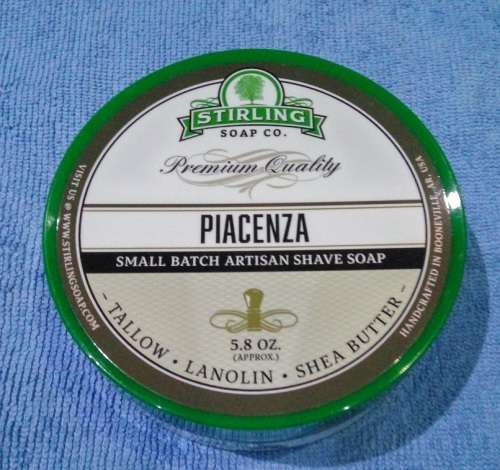 STIRLING
SOAP CO.
Premium Quality
PIACENZA
SMALL BATCH ARTISAN SHAVE SOAP
5.8 OZ.
(APPROX.)
- TALLOW · LANOLIN · SHEA BUTTER -
VISIT US @ WWW.STIRLINGSOAP.COM
HANDCRAFTED IN BOONEVILLE, AR, USA